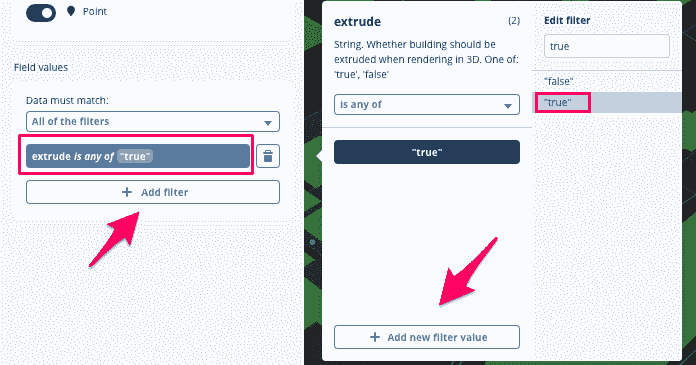 Point
Field values
Data must match:
All of the filters
extrude is any of "true"
+ Add filter
extrude (2)
String. Whether building should be
extruded when rendering in 3D. One of:
'true', 'false'
is any of
"true"
+ Add new filter value
Edit filter
true
"false"
"true"